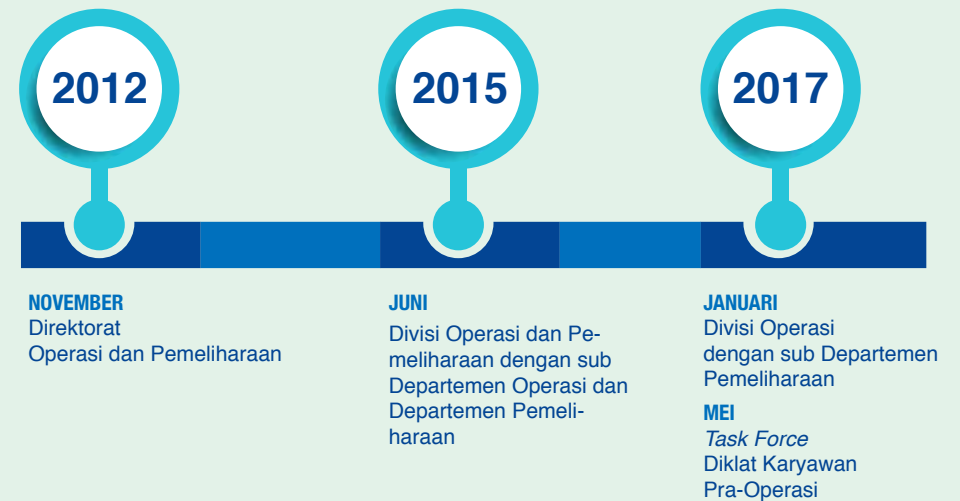 2012
NOVEMBER
Direktorat
Operasi dan Pemeliharaan
2015
JUNI
Divisi Operasi dan Pe-
meliharaan dengan sub
Departemen Operasi dan
Departemen Pemeli-
haraan
2017
JANUARI
Divisi Operasi
dengan sub Departemen
Pemeliharaan
MEI
Task Force
Diklat Karyawan
Pra-Operasi